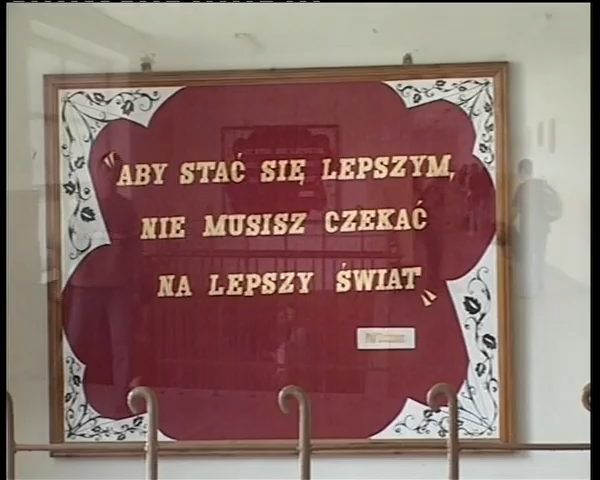 "ABY STAĆ SIĘ LEPSZYM,
NIE MUSISZ CZEKAĆ
NA LEPSZY ŚWIAT"